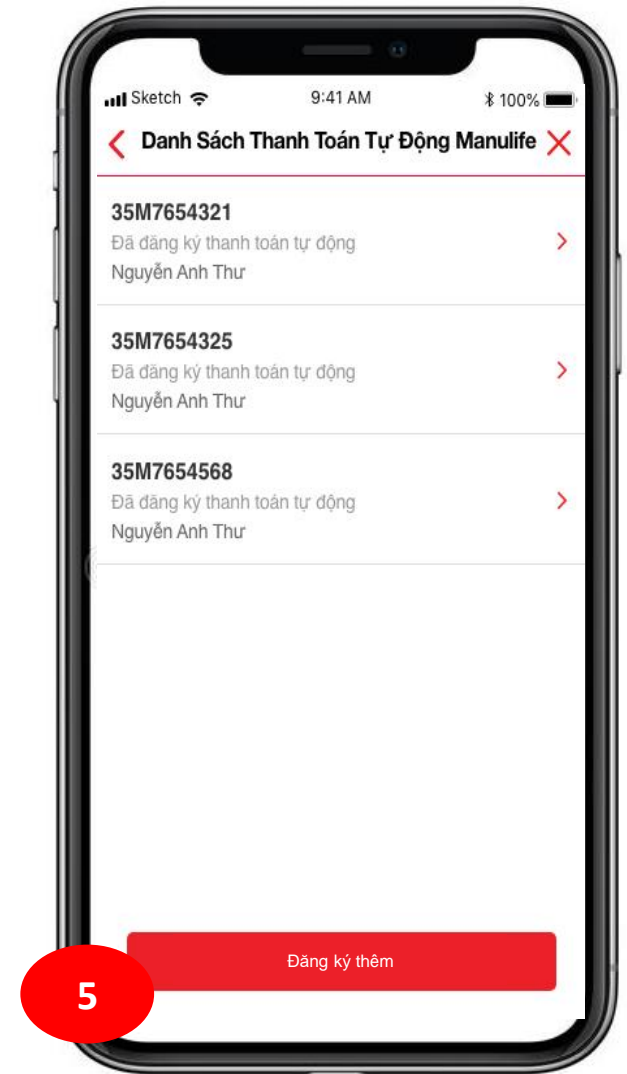 Sketch 9:41 AM 100%
Danh Sách Thanh Toán Tự Động Manulife
35M7654321
Đã đăng ký thanh toán tự động
Nguyễn Anh Thư
35M7654325
Đã đăng ký thanh toán tự động
Nguyễn Anh Thư
35M7654568
Đã đăng ký thanh toán tự động
Nguyễn Anh Thư
Đăng ký thêm
5